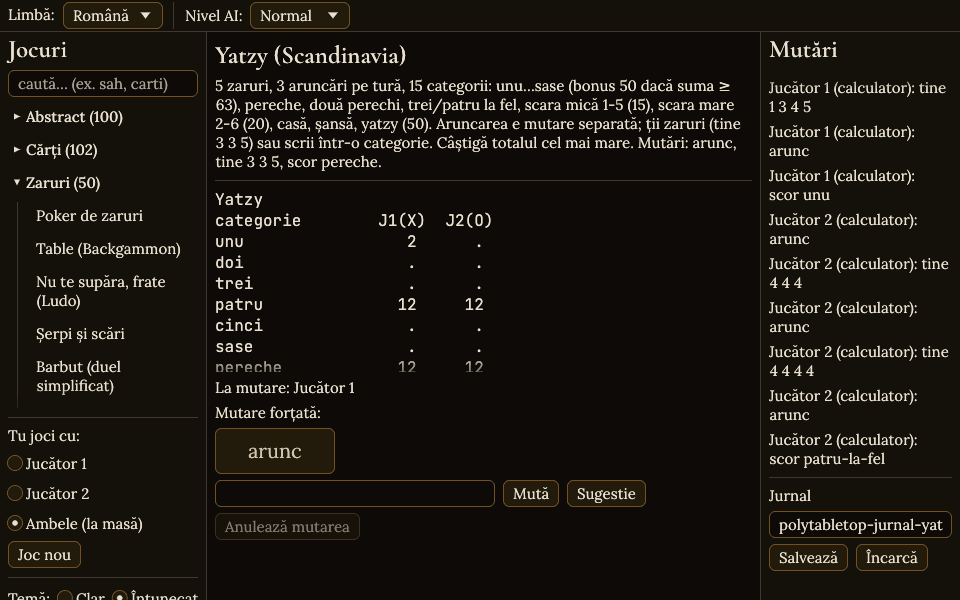 Limbă: Română ▼ Nivel AI: Normal ▼
Jocuri
caută... (ex. sah, carti)
▸ Abstract (100)
▸ Cărți (102)
▾ Zaruri (50)
Poker de zaruri
Table (Backgammon)
Nu te supăra, frate
(Ludo)
Șerpi și scări
Barbut (duel
simplificat)
Tu joci cu:
Jucător 1
Jucător 2
Ambele (la masă)
Joc nou
Temă: Clar Întunecat
Yatzy (Scandinavia)
5 zaruri, 3 aruncări pe tură, 15 categorii: unu...sase (bonus 50 dacă suma ≥
63), pereche, două perechi, trei/patru la fel, scara mică 1-5 (15), scara mare
2-6 (20), casă, șansă, yatzy (50). Aruncarea e mutare separată; ții zaruri (tine
3 3 5) sau scrii într-o categorie. Câștigă totalul cel mai mare. Mutări: arunc,
tine 3 3 5, scor pereche.
Yatzy
categorie J1(X) J2(O)
unu 2 .
doi . .
trei . .
patru 12 12
cinci . .
sase . .
pereche 12 12
La mutare: Jucător 1
Mutare forțată:
arunc
Mută Sugestie
Anulează mutarea
Mutări
Jucător 1 (calculator): tine
1 3 4 5
Jucător 1 (calculator):
arunc
Jucător 1 (calculator):
scor unu
Jucător 2 (calculator):
arunc
Jucător 2 (calculator): tine
4 4 4
Jucător 2 (calculator):
arunc
Jucător 2 (calculator): tine
4 4 4 4
Jucător 2 (calculator):
arunc
Jucător 2 (calculator):
scor patru-la-fel
Jurnal
polytabletop-jurnal-yat
Salvează Încarcă